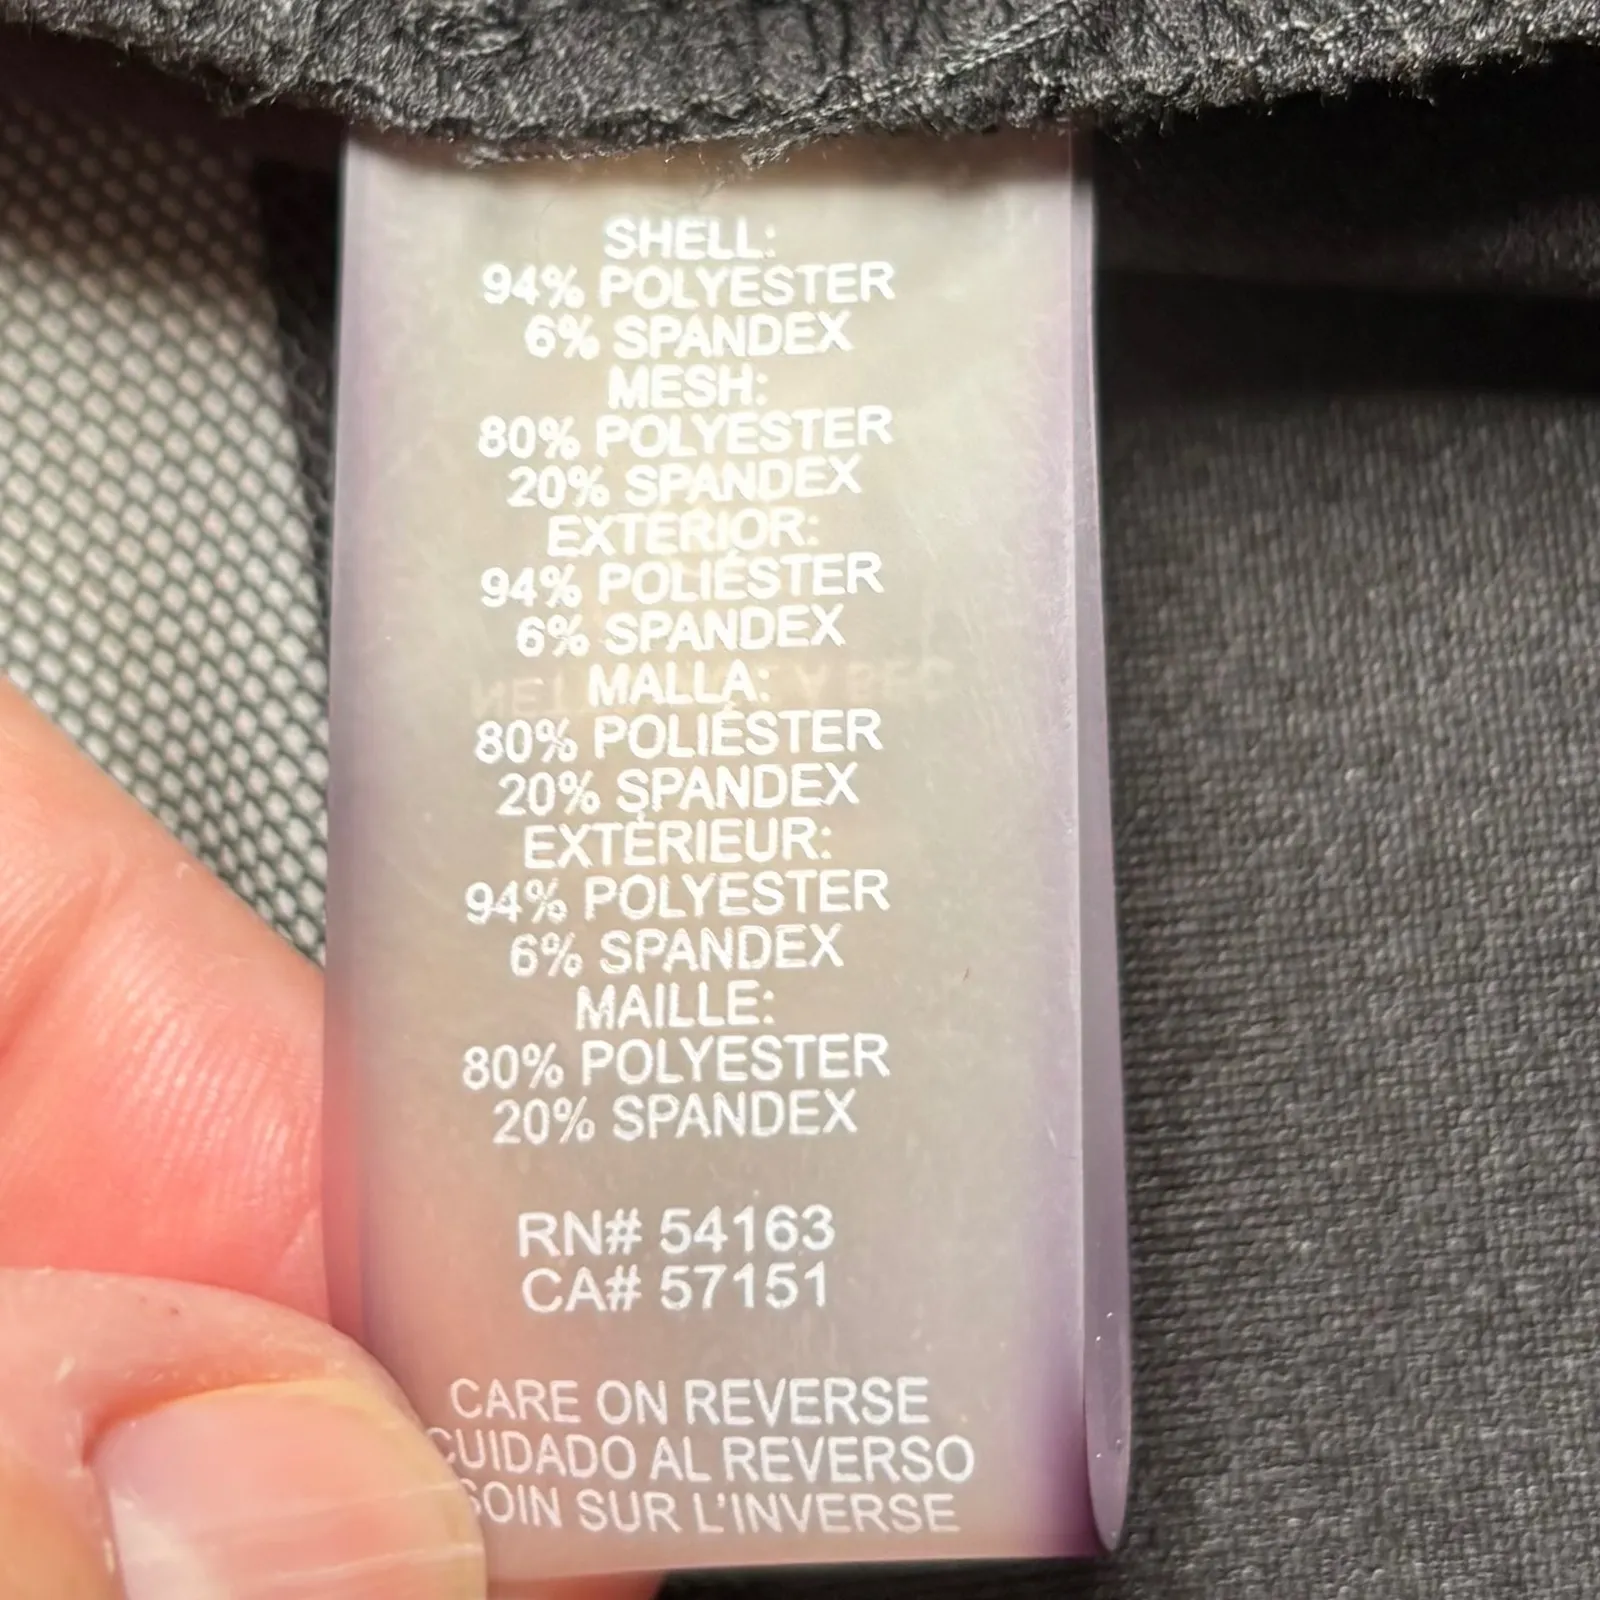 SHELL:
94% POLYESTER
6% SPANDEX
MESH:
80% POLYESTER
20% SPANDEX
EXTERIOR:
94% POLIÉSTER
6% SPANDEX
MALLA:
80% POLIÉSTER
20% SPANDEX
EXTÉRIEUR:
94% POLYESTER
6% SPANDEX
MAILLE:
80% POLYESTER
20% SPANDEX
RN# 54163
CA# 57151
CARE ON REVERSE
CUIDADO AL REVERSO
SOIN SUR L'INVERSE